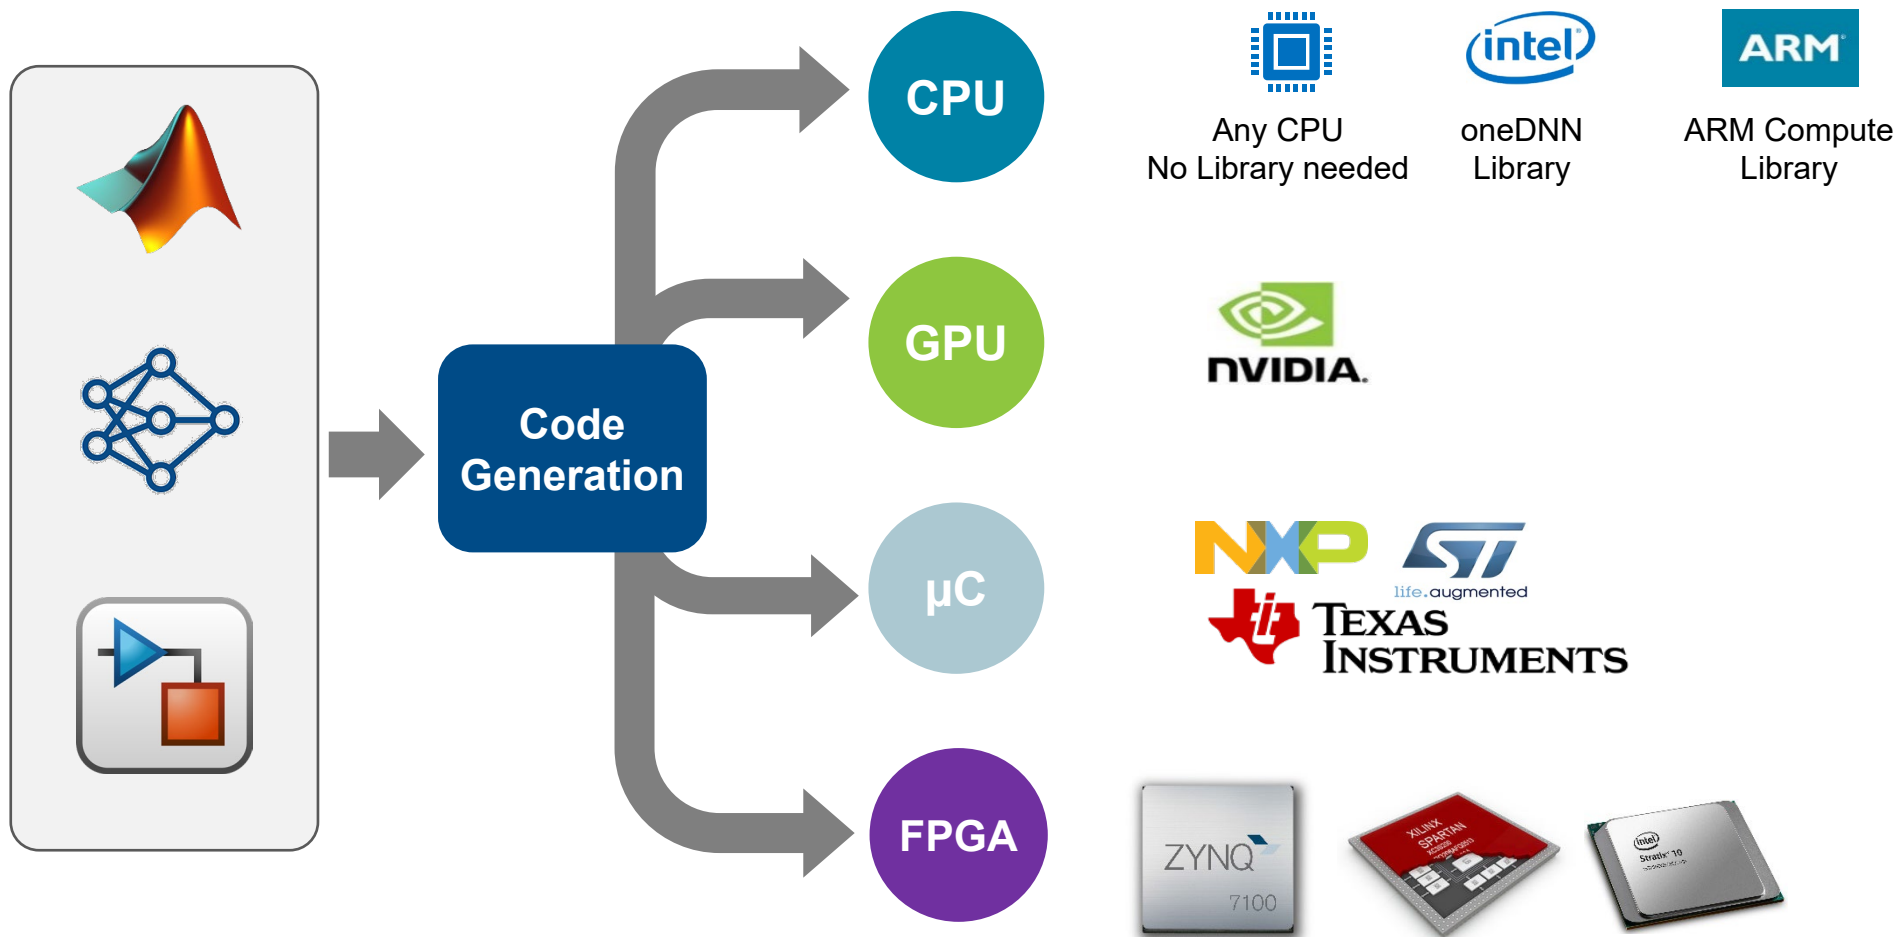 CPU
intel
ARM
Any CPU
No Library needed
oneDNN
Library
ARM Compute
Library
GPU
NVIDIA.
Code
Generation
µC
NXP
ST
life.augmented
TEXAS
INSTRUMENTS
FPGA
ZYNQ
7100
XILINX
SPARTAN
intel
Stratix 10